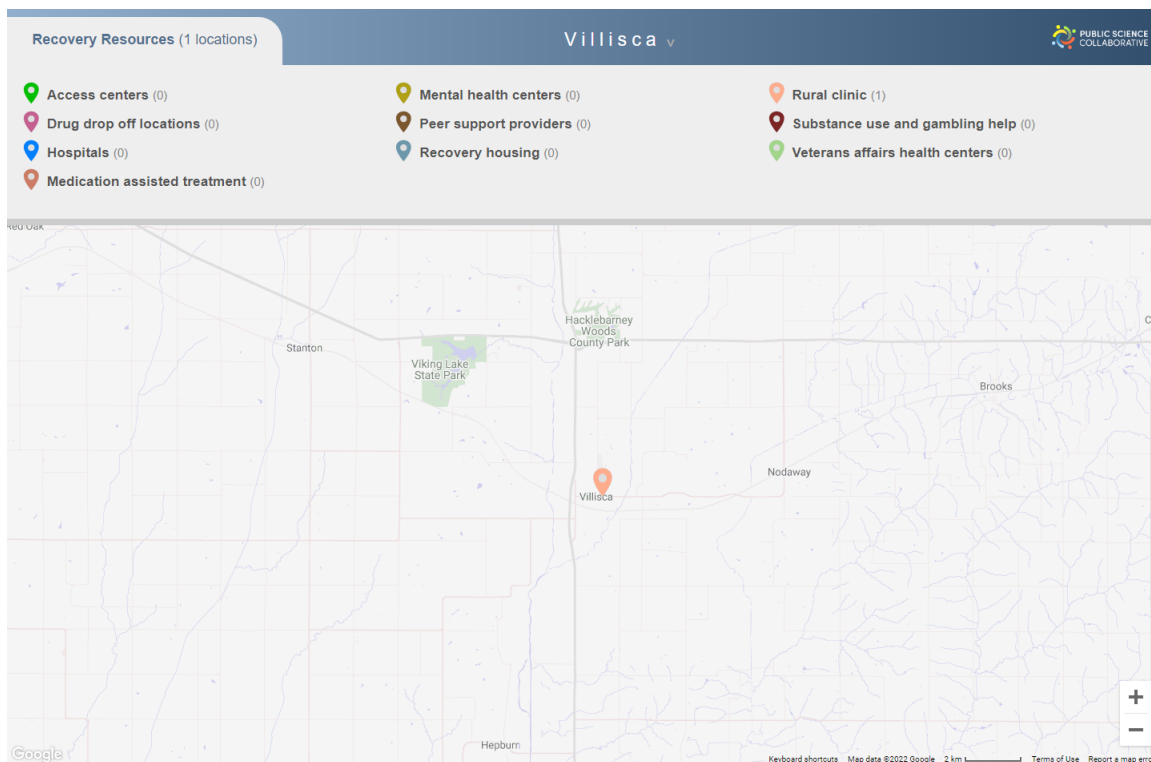 Recovery Resources (1 locations)
Villisca v
PUBLIC SCIENCE
COLLABORATIVE
Access centers (0)
Drug drop off locations (0)
Hospitals (0)
Medication assisted treatment (0)
Mental health centers (0)
Peer support providers (0)
Recovery housing (0)
Rural clinic (1)
Substance use and gambling help (0)
Veterans affairs health centers (0)
Red Oak
Hacklebarney
Woods
County Park
Stanton
Viking Lake
State Park
C
Brooks
Nodaway
Villisca
Hepburn
+
−
Google
Keyboard shortcuts Map data ©2022 Google 2 km Terms of Use Report a map erro